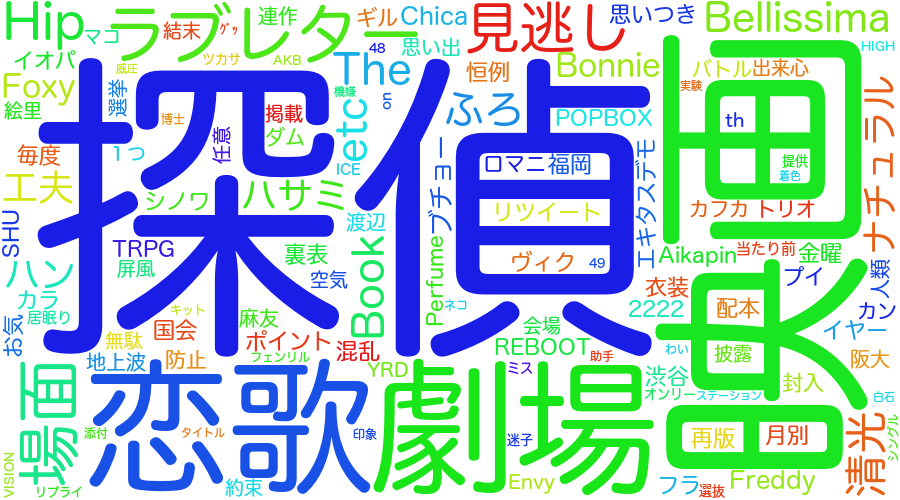 Hip
マコ
ラブレター
結末
グッ
連作
ギル
Chica
見逃し
思いつき
Bellissima
イオパ
威圧
ツカサ
AKB
48
思い出
HIGH
Foxy
選挙
The
恒例
Bonnie
バトル
出来心
絵里
博士
掲載
機嫌
on
実験
探偵
映画
毎度
任意
ダム
etc
ふろ
POPBOX
th
ナチュラル
1つ
ICE
ロマニ
福岡
提供
着色
工夫
シノワ
ハサミ
ブチョー
リツイート
エキタスデモ
カフカ
トリオ
SHU
TRPG
裏表
渡辺
Book
Perfume
ヴィク
49
Aikapin
当たり前
金曜
ハン
屏風
空気
衣装
プイ
人類
カラ
居眠り
キット
麻友
ネコ
2222
配本
カン
お気
無駄
国会
ポイント
会場
イヤー
地上波
防止
フェンリル
混乱
REBOOT
助手
わい
披露
阪大
場面
恋歌
YRD
劇場
ミス
渋谷
封入
オンリー
ステーション
白石
添付
タイトル
印象
迷子
再版
月別
清光
シングル
VISION
リプライ
約束
Envy
フラ
選抜
Freddy